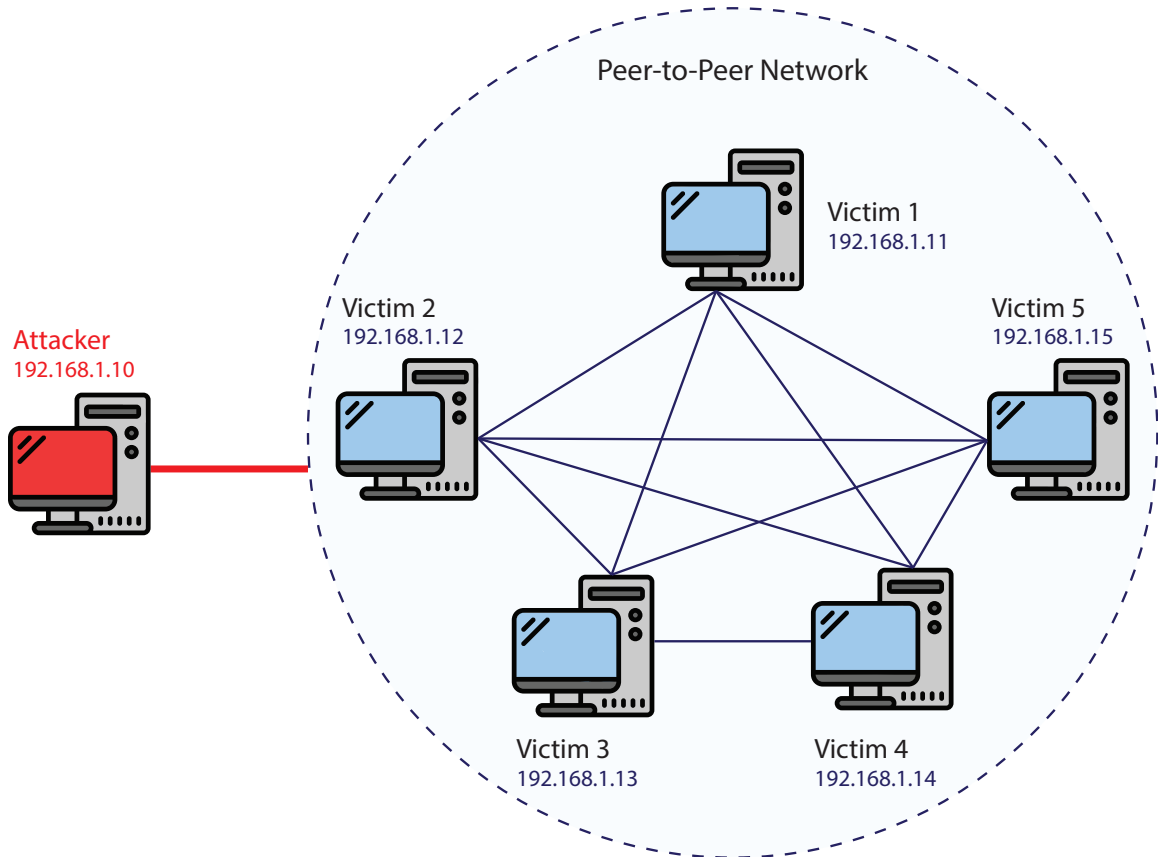 Peer-to-Peer Network
Victim 1
192.168.1.11
Victim 2
192.168.1.12
Victim 5
192.168.1.15
Attacker
192.168.1.10
Victim 3
192.168.1.13
Victim 4
192.168.1.14